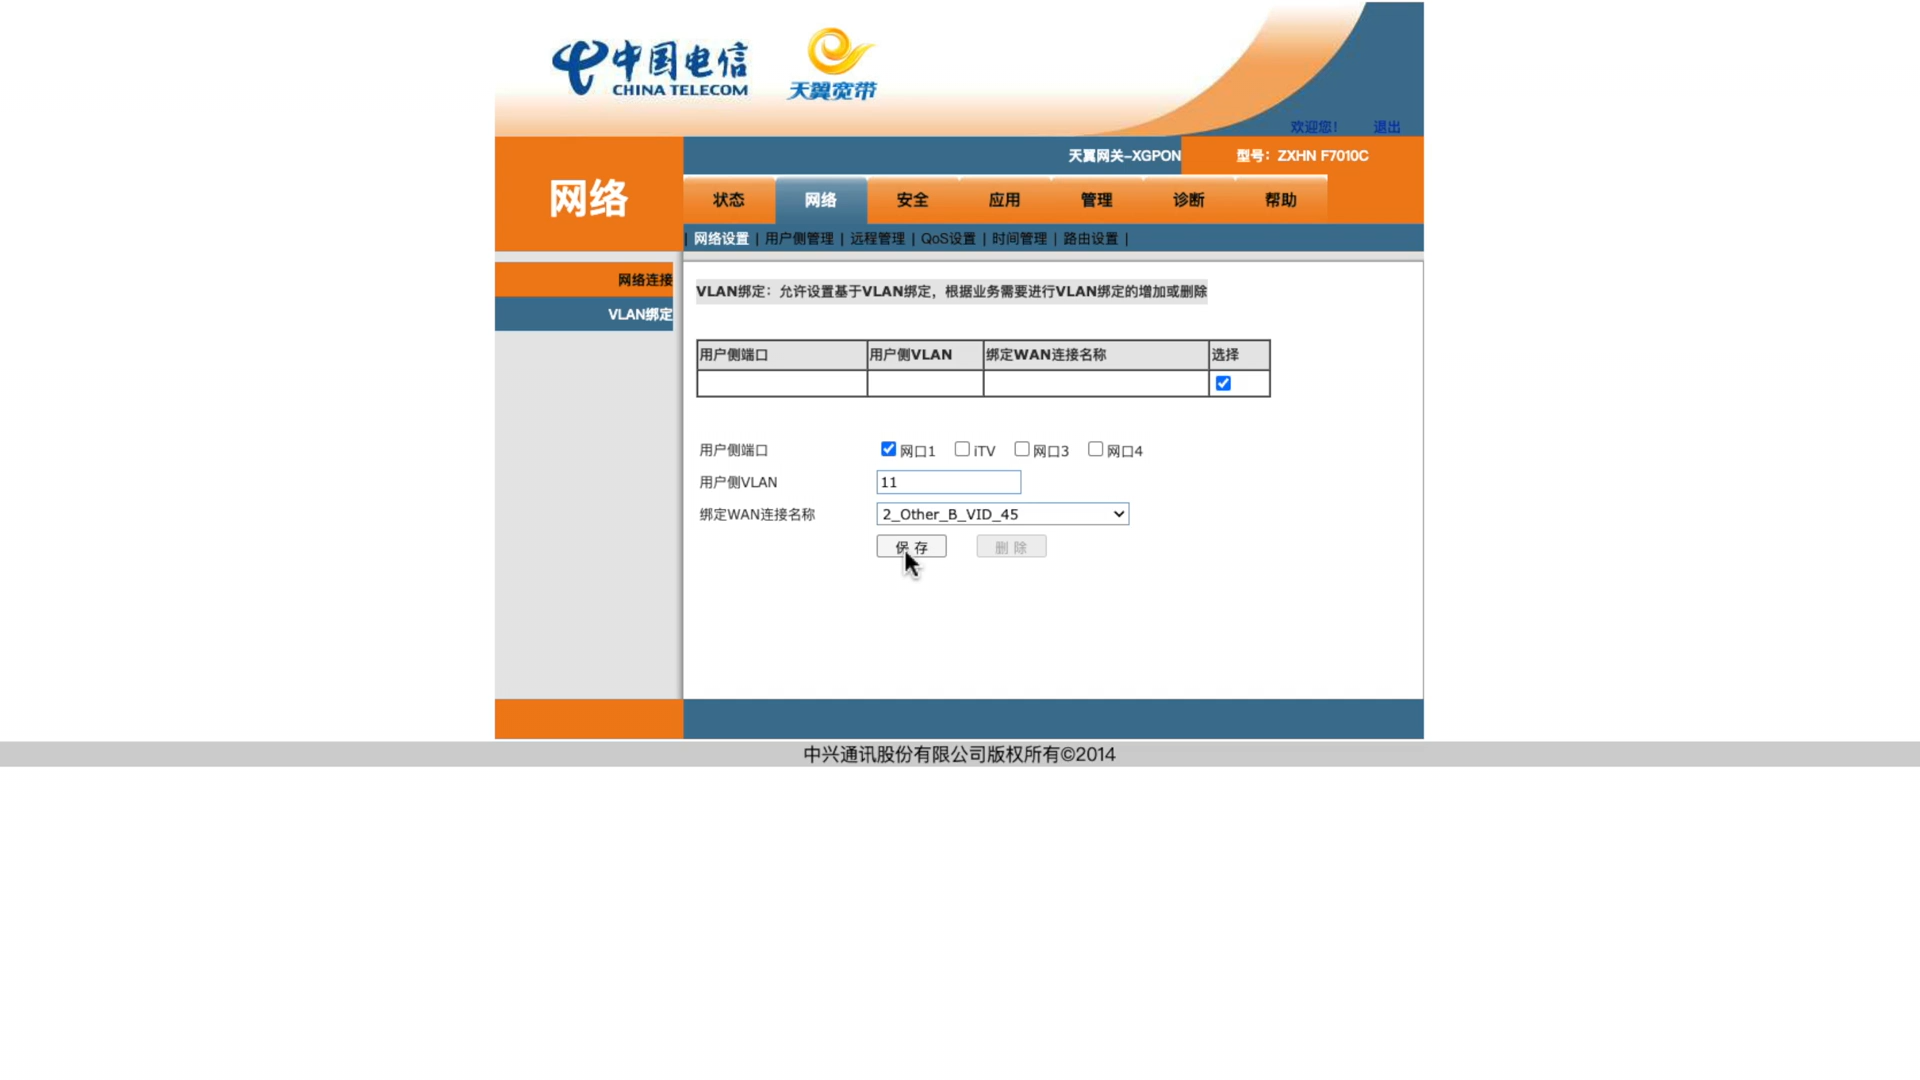 中国电信
CHINA TELECOM
天翼宽带
欢迎您! 退出
天翼网关-XGPON 型号: ZXHN F7010C
网络
状态 网络 安全 应用 管理 诊断 帮助
| 网络设置 | 用户侧管理 | 远程管理 | QoS设置 | 时间管理 | 路由设置 |
网络连接
VLAN绑定
VLAN绑定：允许设置基于VLAN绑定，根据业务需要进行VLAN绑定的增加或删除
用户侧端口 用户侧VLAN 绑定WAN连接名称 选择
用户侧端口 网口1 iTV 网口3 网口4
用户侧VLAN 11
绑定WAN连接名称 2_Other_B_VID_45
保 存 删 除
中兴通讯股份有限公司版权所有©2014